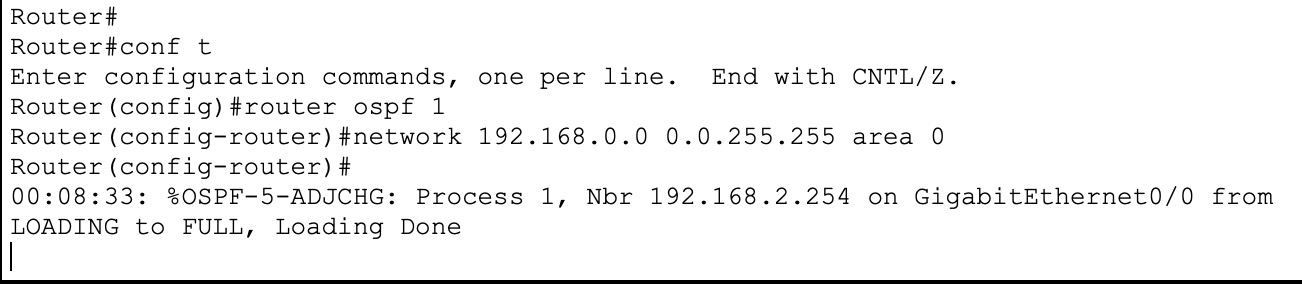 Router#
Router#conf t
Enter configuration commands, one per line.  End with CNTL/Z.
Router(config)#router ospf 1
Router(config-router)#network 192.168.0.0 0.0.255.255 area 0
Router(config-router)#
00:08:33: %OSPF-5-ADJCHG: Process 1, Nbr 192.168.2.254 on GigabitEthernet0/0 from
LOADING to FULL, Loading Done